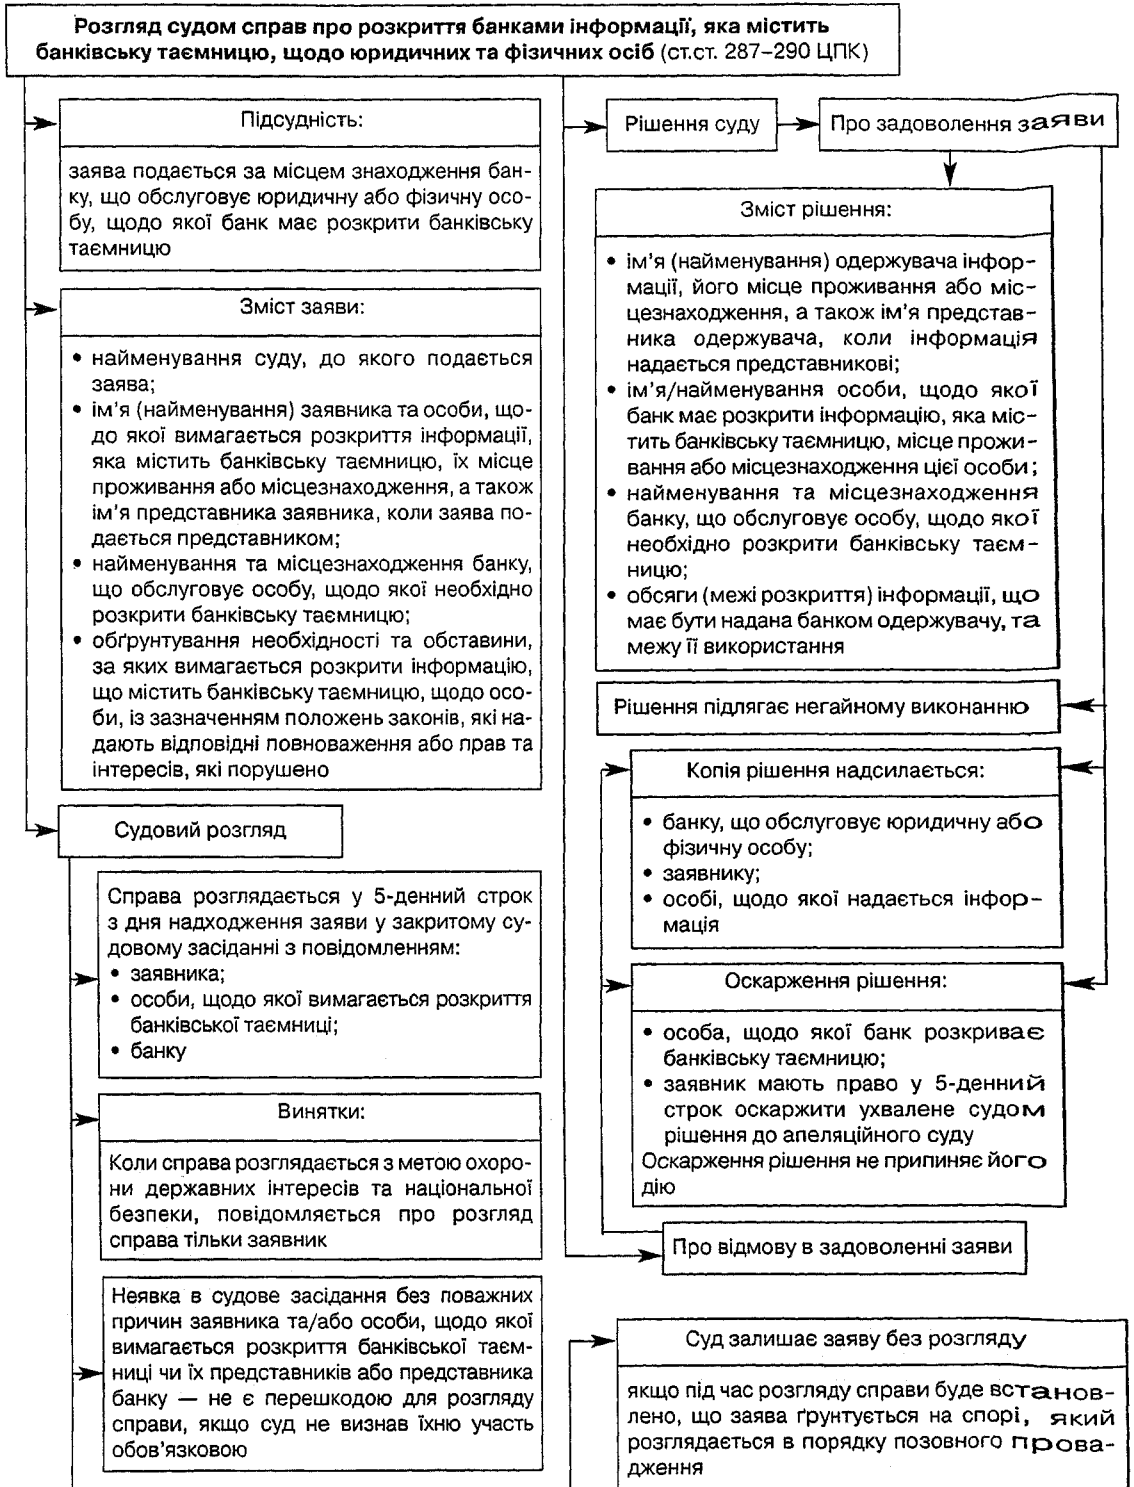 Розгляд судом справ про розкриття банками інформації, яка містить
банківську таємницю, щодо юридичних та фізичних осіб (ст.ст. 287–290 ЦПК)
Підсудність:
заява подається за місцем знаходження бан-
ку, що обслуговує юридичну або фізичну осо-
бу, щодо якої банк має розкрити банківську
таємницю
Зміст заяви:
• найменування суду, до якого подається
заява;
• ім’я (найменування) заявника та особи, що-
до якої вимагається розкриття інформації,
яка містить банківську таємницю, їх місце
проживання або місцезнаходження, а також
ім’я представника заявника, коли заява по-
дається представником;
• найменування та місцезнаходження банку,
що обслуговує особу, щодо якої необхідно
розкрити банківську таємницю;
• обґрунтування необхідності та обставини,
за яких вимагається розкрити інформацію,
що містить банківську таємницю, щодо осо-
би, із зазначенням положень законів, які на-
дають відповідні повноваження або прав та
інтересів, які порушено
Судовий розгляд
Справа розглядається у 5-денний строк
з дня надходження заяви у закритому су-
довому засіданні з повідомленням:
• заявника;
• особи, щодо якої вимагається розкриття
банківської таємниці;
• банку
Винятки:
Коли справа розглядається з метою охоро-
ни державних інтересів та національної
безпеки, повідомляється про розгляд
справа тільки заявник
Неявка в судове засідання без поважних
причин заявника та/або особи, щодо якої
вимагається розкриття банківської таєм-
ниці чи їх представників або представника
банку — не є перешкодою для розгляду
справи, якщо суд не визнав їхню участь
обов’язковою
Рішення суду
Про задоволення заяви
Зміст рішення:
• ім’я (найменування) одержувача інфор-
мації, його місце проживання або міс-
цезнаходження, а також ім’я представ-
ника одержувача, коли інформація
надається представникові;
• ім’я/найменування особи, щодо якої
банк має розкрити інформацію, яка міс-
тить банківську таємницю, місце прожи-
вання або місцезнаходження цієї особи;
• найменування та місцезнаходження
банку, що обслуговує особу, щодо якої
необхідно розкрити банківську таєм-
ницю;
• обсяги (межі розкриття) інформації, що
має бути надана банком одержувачу, та
межу її використання
Рішення підлягає негайному виконанню
Копія рішення надсилається:
• банку, що обслуговує юридичну або
фізичну особу;
• заявнику;
• особі, щодо якої надається інфор-
мація
Оскарження рішення:
• особа, щодо якої банк розкриває
банківську таємницю;
• заявник мають право у 5-денний
строк оскаржити ухвалене судом
рішення до апеляційного суду
Оскарження рішення не припиняє його
дію
Про відмову в задоволенні заяви
Суд залишає заяву без розгляду
якщо під час розгляду справи буде встанов-
лено, що заява ґрунтується на спорі, який
розглядається в порядку позовного прова-
дження